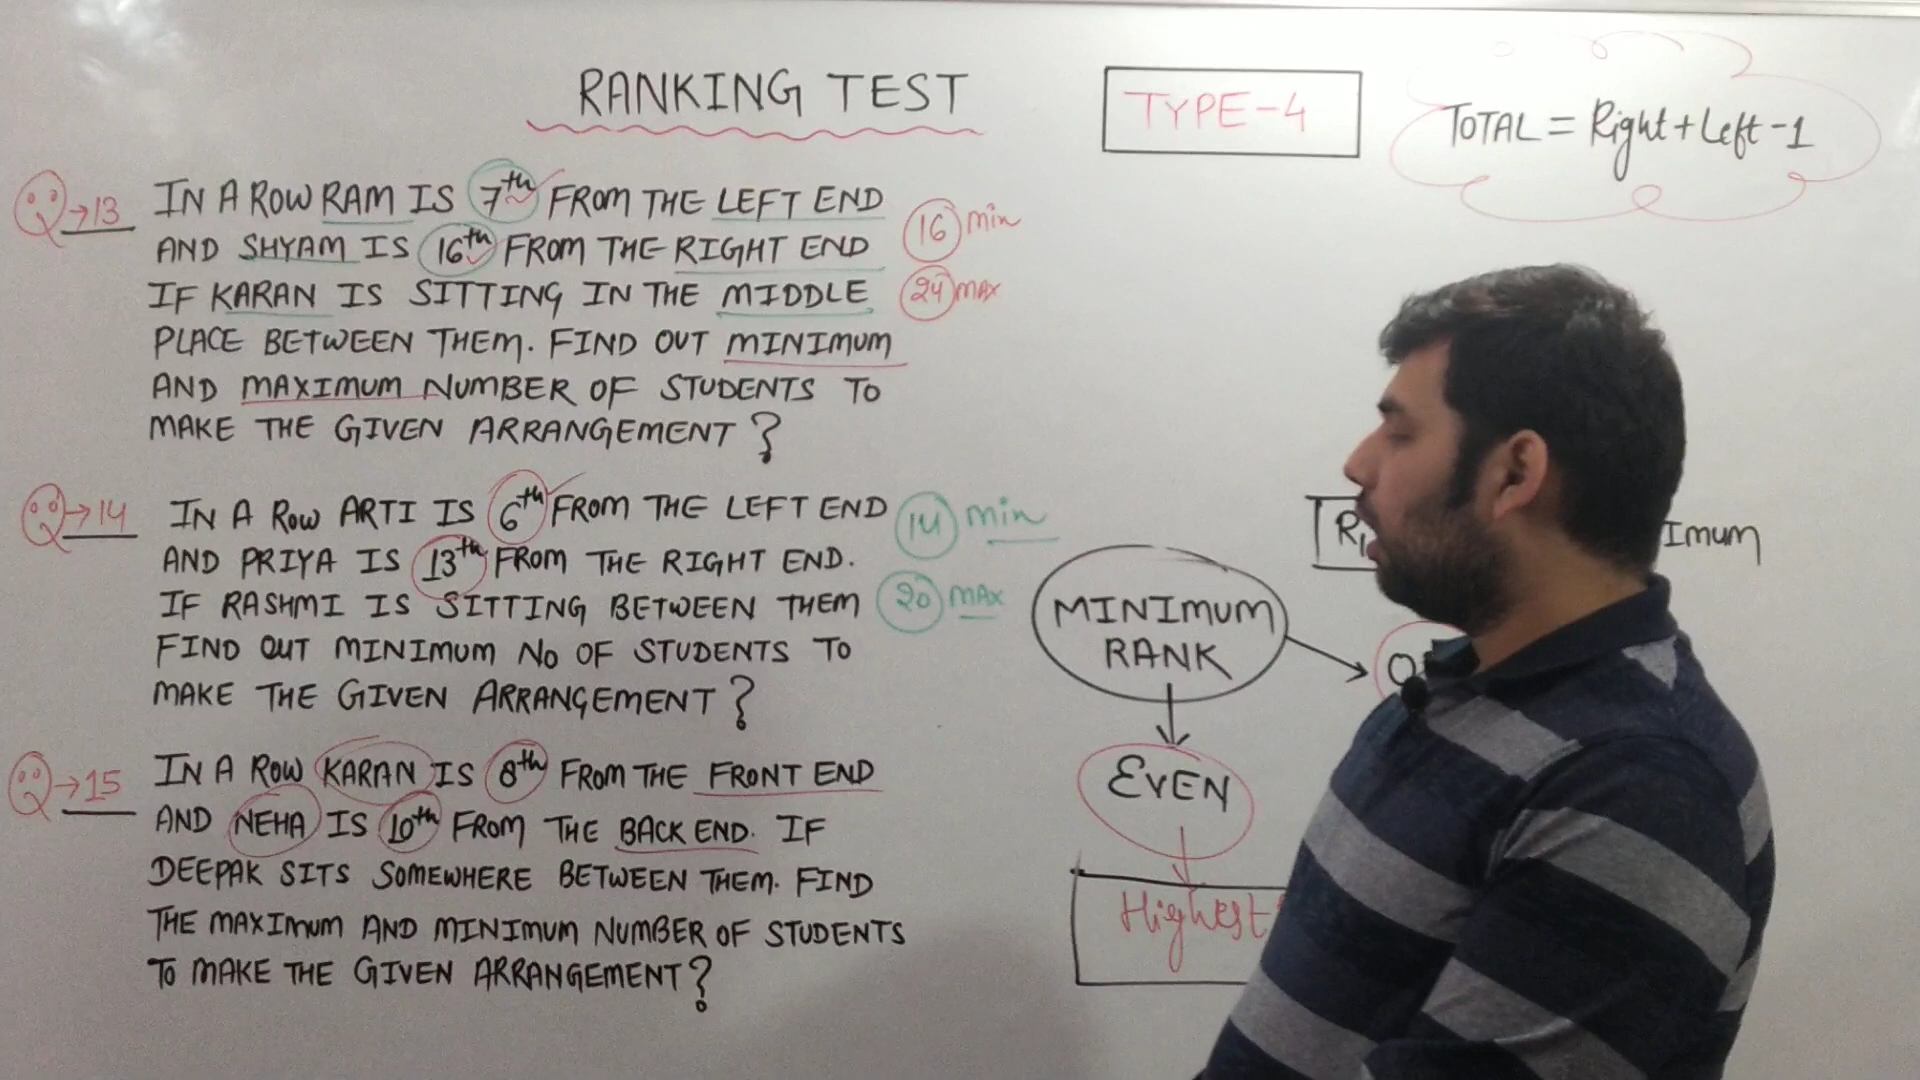 RANKING TEST
TYPE-4
TOTAL = Right + Left - 1
Q→13 IN A ROW RAM IS 7th FROM THE LEFT END
AND SHYAM IS 16th FROM THE RIGHT END
IF KARAN IS SITTING IN THE MIDDLE
PLACE BETWEEN THEM. FIND OUT MINIMUM
AND MAXIMUM NUMBER OF STUDENTS TO
MAKE THE GIVEN ARRANGEMENT ?
16 min
24 max
Q→14 IN A ROW ARTI IS 6th FROM THE LEFT END
AND PRIYA IS 13th FROM THE RIGHT END.
IF RASHMI IS SITTING BETWEEN THEM
FIND OUT MINIMUM NO OF STUDENTS TO
MAKE THE GIVEN ARRANGEMENT ?
14 min
20 max
Q→15 IN A ROW KARAN IS 8th FROM THE FRONT END
AND NEHA IS 10th FROM THE BACK END. IF
DEEPAK SITS SOMEWHERE BETWEEN THEM. FIND
THE MAXIMUM AND MINIMUM NUMBER OF STUDENTS
TO MAKE THE GIVEN ARRANGEMENT ?
MINIMUM
RANK
EVEN
Highest